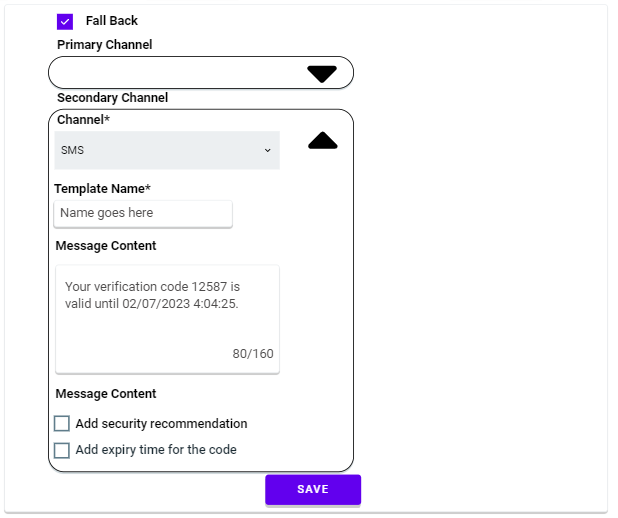 Fall Back
Primary Channel
Secondary Channel
Channel*
SMS
Template Name*
Name goes here
Message Content
Your verification code 12587 is
valid until 02/07/2023 4:04:25.
80/160
Message Content
Add security recommendation
Add expiry time for the code
SAVE